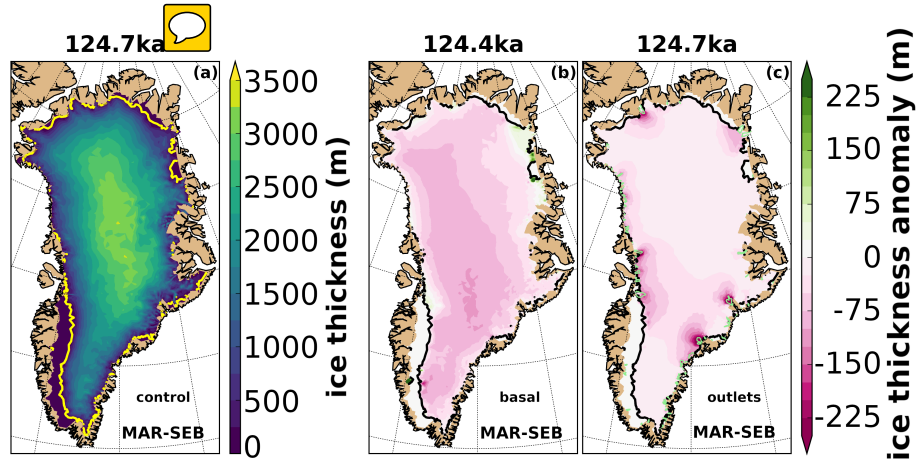 124.7ka
124.4ka
124.7ka
(a)
(b)
(c)
control
MAR-SEB
basal
MAR-SEB
outlets
MAR-SEB
3500
3000
2500
2000
1500
1000
500
0
ice thickness (m)
225
150
75
0
-75
-150
-225
ice thickness anomaly (m)